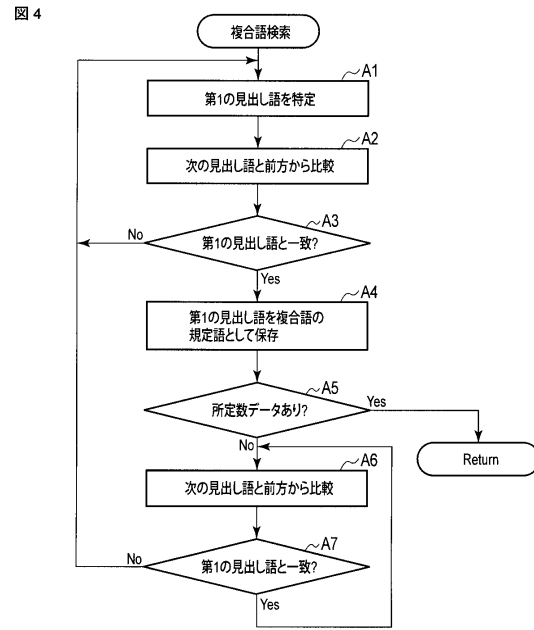 図 4
複合語検索
A1
第1の見出し語を特定
A2
次の見出し語と前方から比較
A3
No
第1の見出し語と一致?
Yes
A4
第1の見出し語を複合語の
規定語として保存
A5
Yes
所定数データあり?
No
Return
A6
次の見出し語と前方から比較
A7
No
第1の見出し語と一致?
Yes